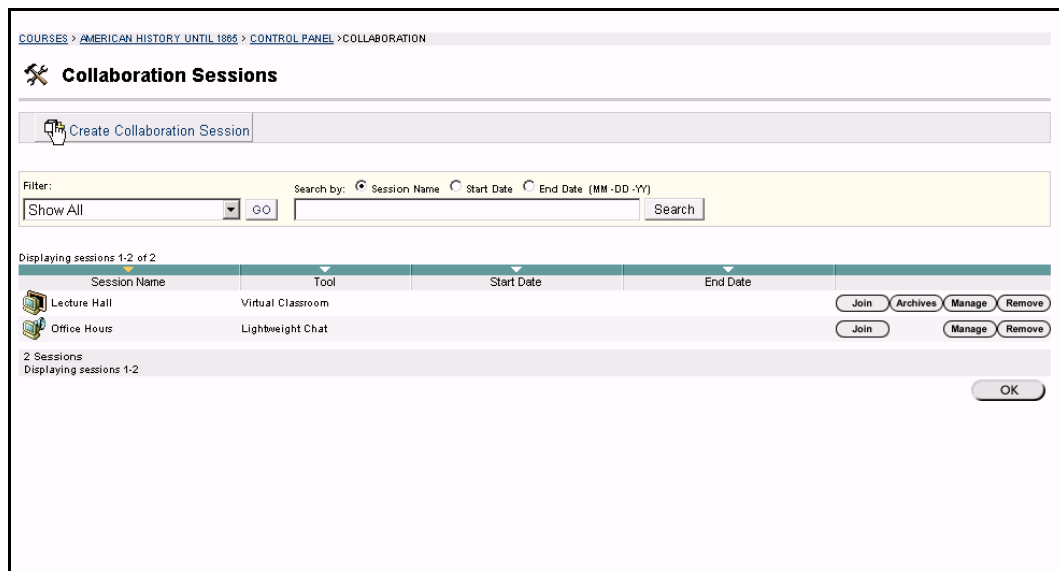 COURSES > AMERICAN HISTORY UNTIL 1865 > CONTROL PANEL >COLLABORATION
Collaboration Sessions
Create Collaboration Session
Filter: Search by: Session Name Start Date End Date (MM -DD -YY)
Show All GO Search
Displaying sessions 1-2 of 2
Session Name Tool Start Date End Date
Lecture Hall Virtual Classroom Join Archives Manage Remove
Office Hours Lightweight Chat Join Manage Remove
2 Sessions
Displaying sessions 1-2
OK